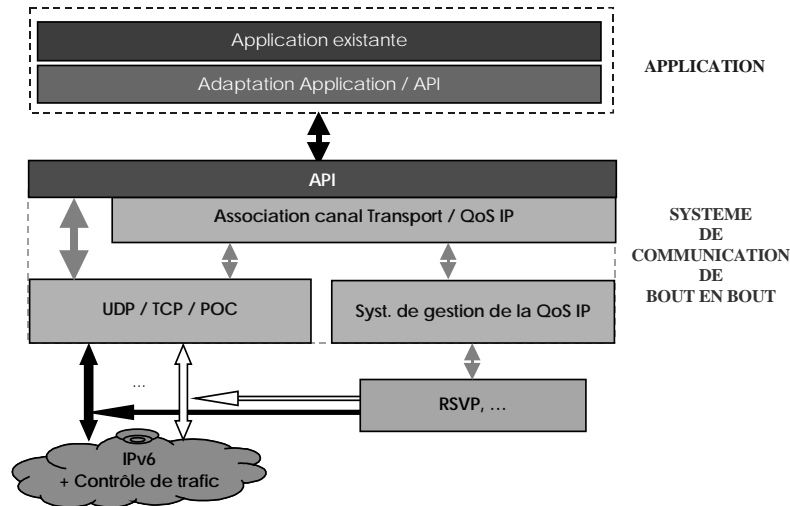 Application existante
Adaptation Application / API
APPLICATION
API
Association canal Transport / QoS IP
SYSTEME
DE
COMMUNICATION
DE
BOUT EN BOUT
UDP / TCP / POC
Syst. de gestion de la QoS IP
...
RSVP, ...
IPv6
+ Contrôle de trafic